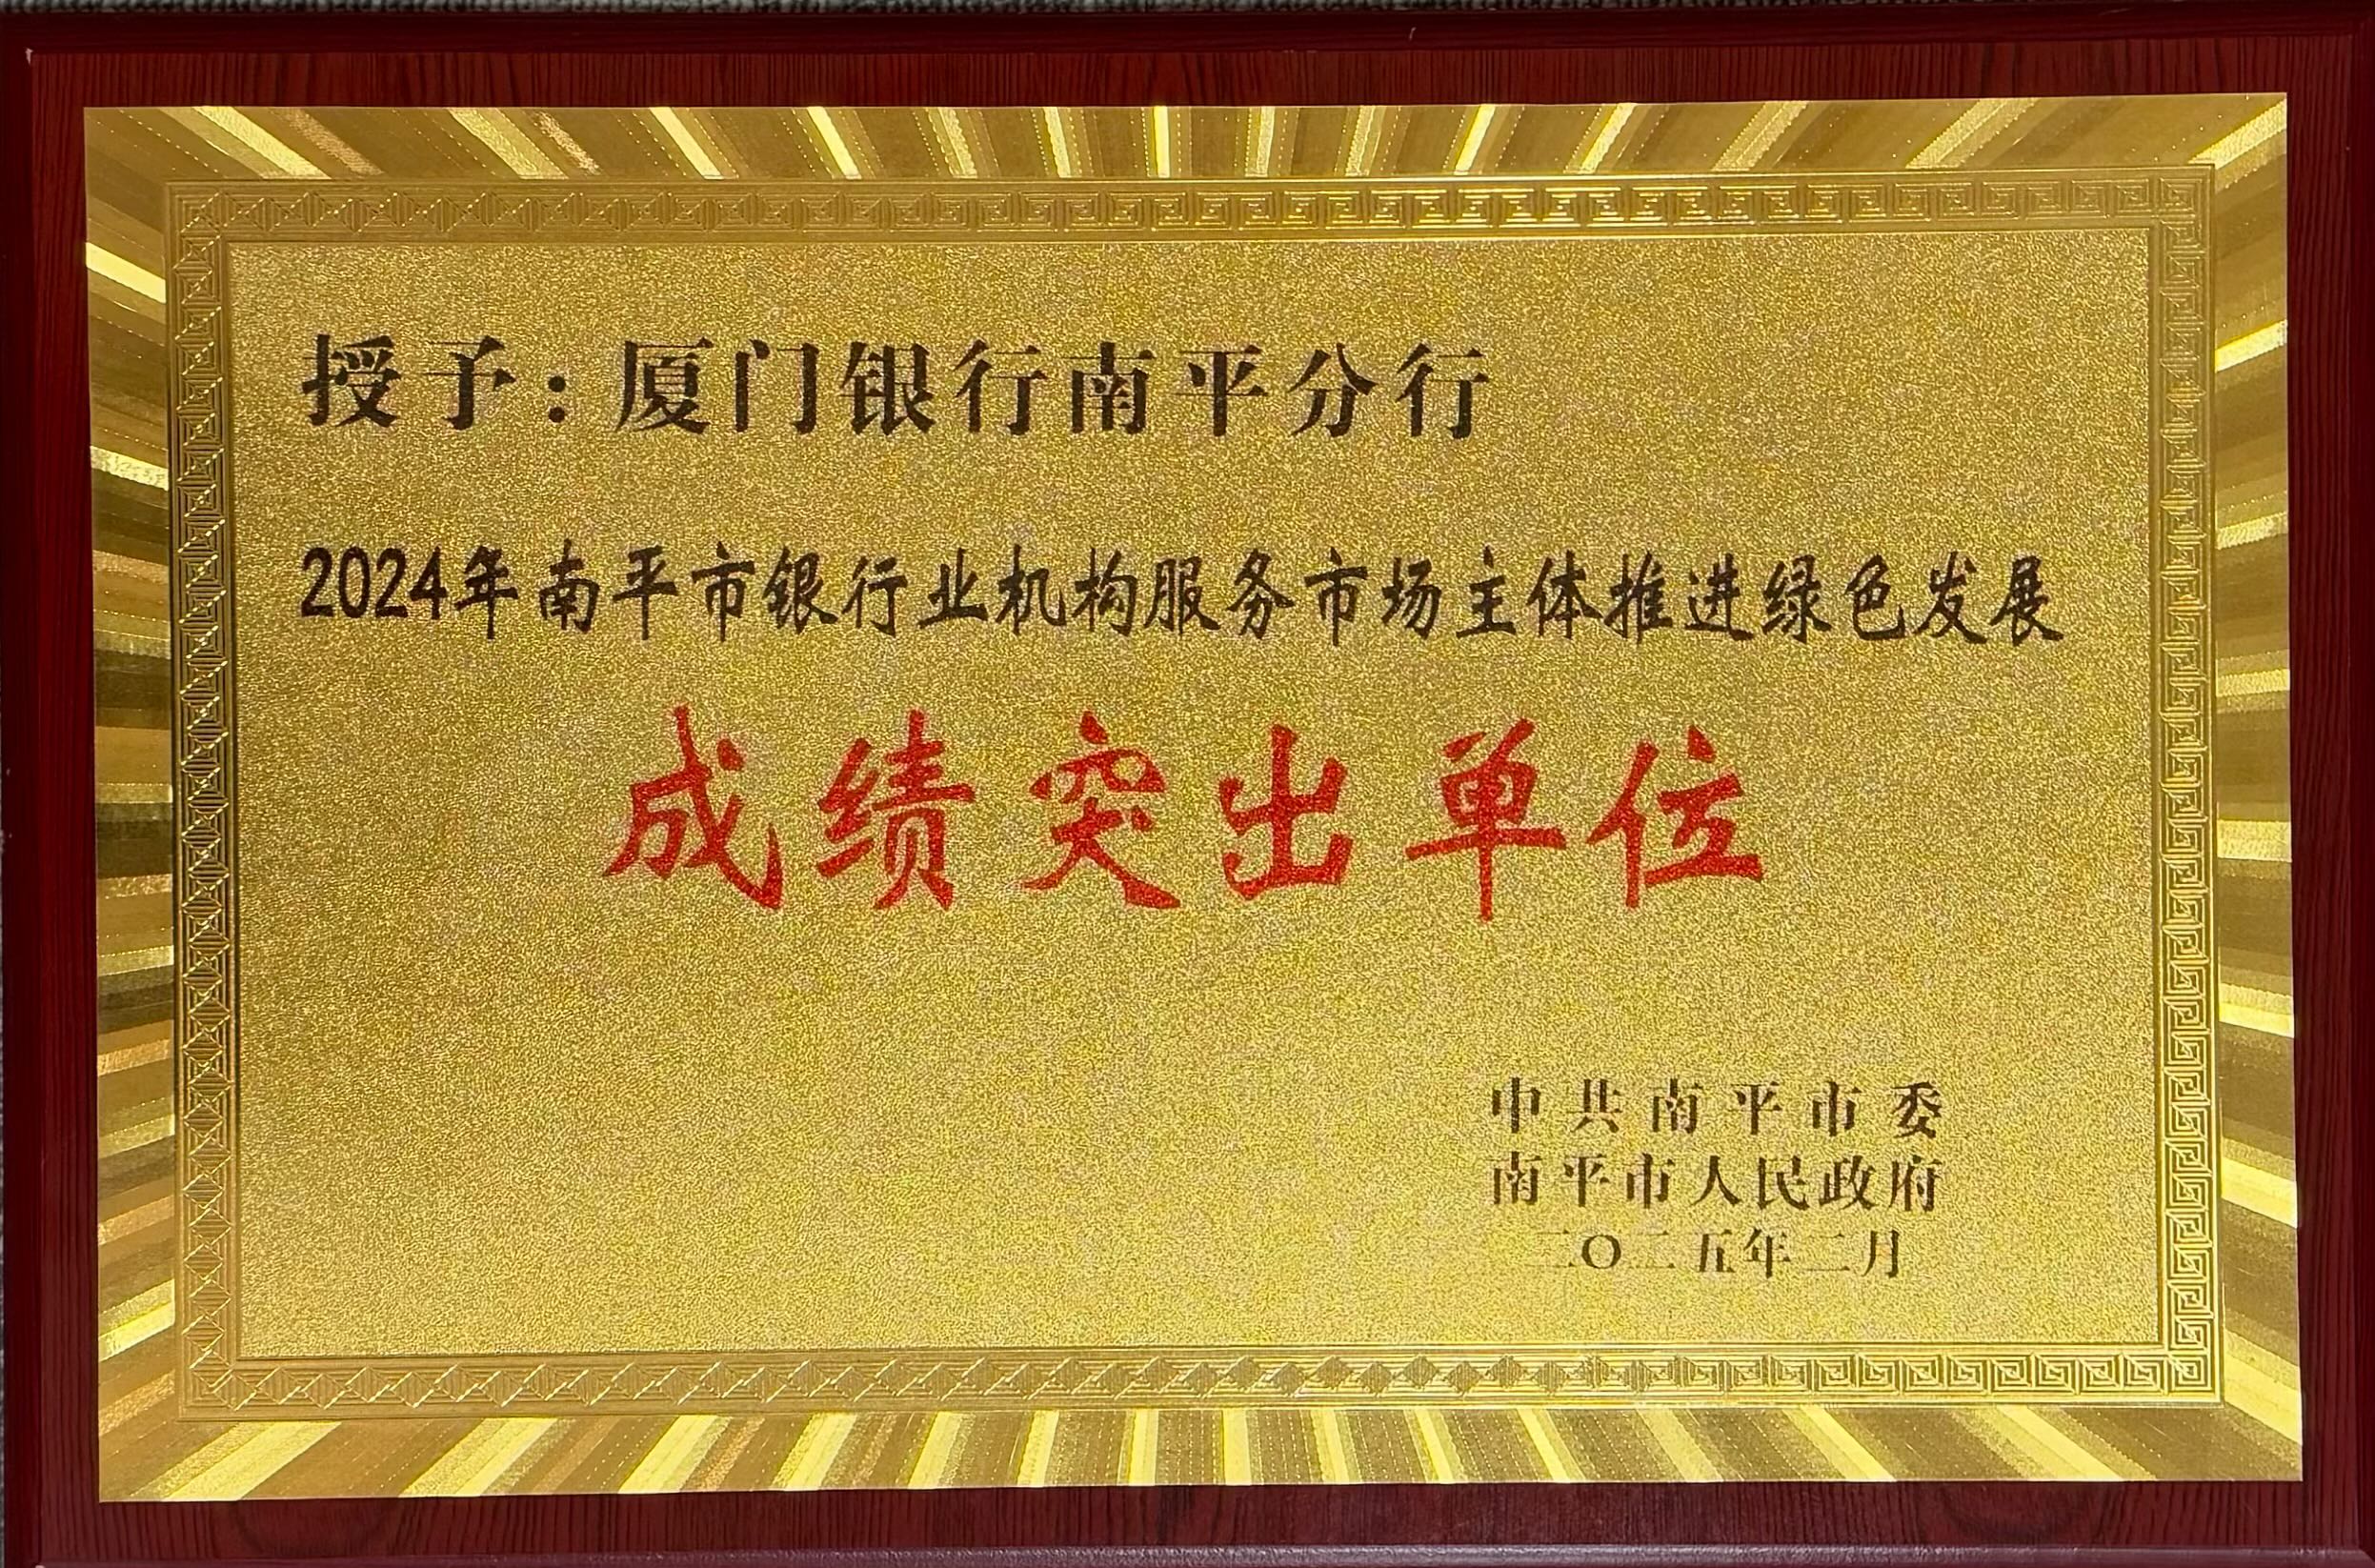 授予：厦门银行南平分行
2024年南平市银行业机构服务市场主体推进绿色发展
成绩突出单位
中共南平市委
南平市人民政府
二〇二五年二月